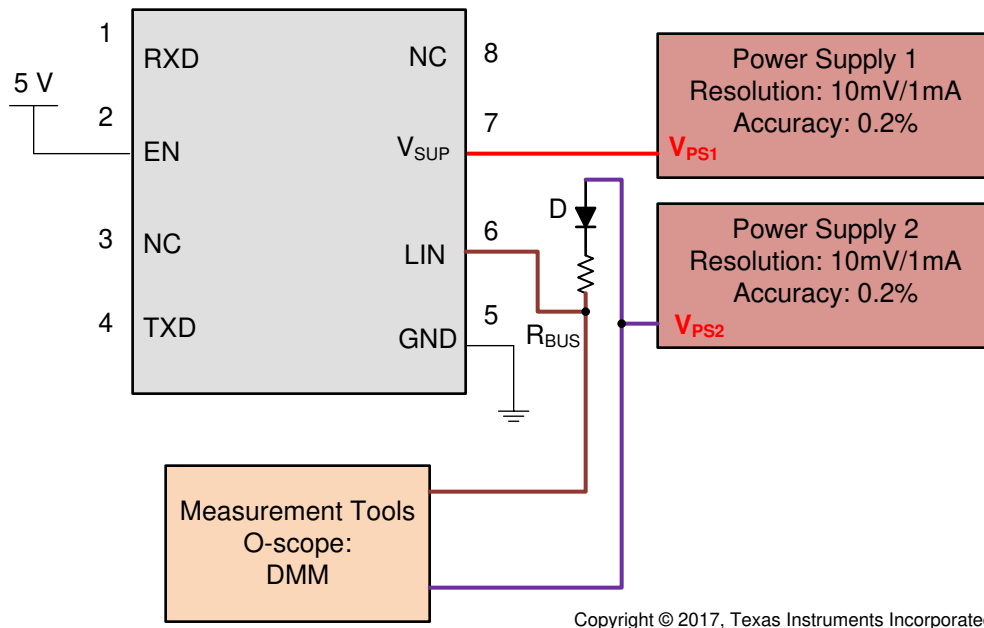 1
RXD
NC
8
5 V
2
EN
7
VSUP
3
NC
6
LIN
4
TXD
5
GND
D
RBUS
Power Supply 1
Resolution: 10mV/1mA
Accuracy: 0.2%
VPS1
Power Supply 2
Resolution: 10mV/1mA
Accuracy: 0.2%
VPS2
Measurement Tools
O-scope:
DMM
Copyright © 2017, Texas Instruments Incorporated